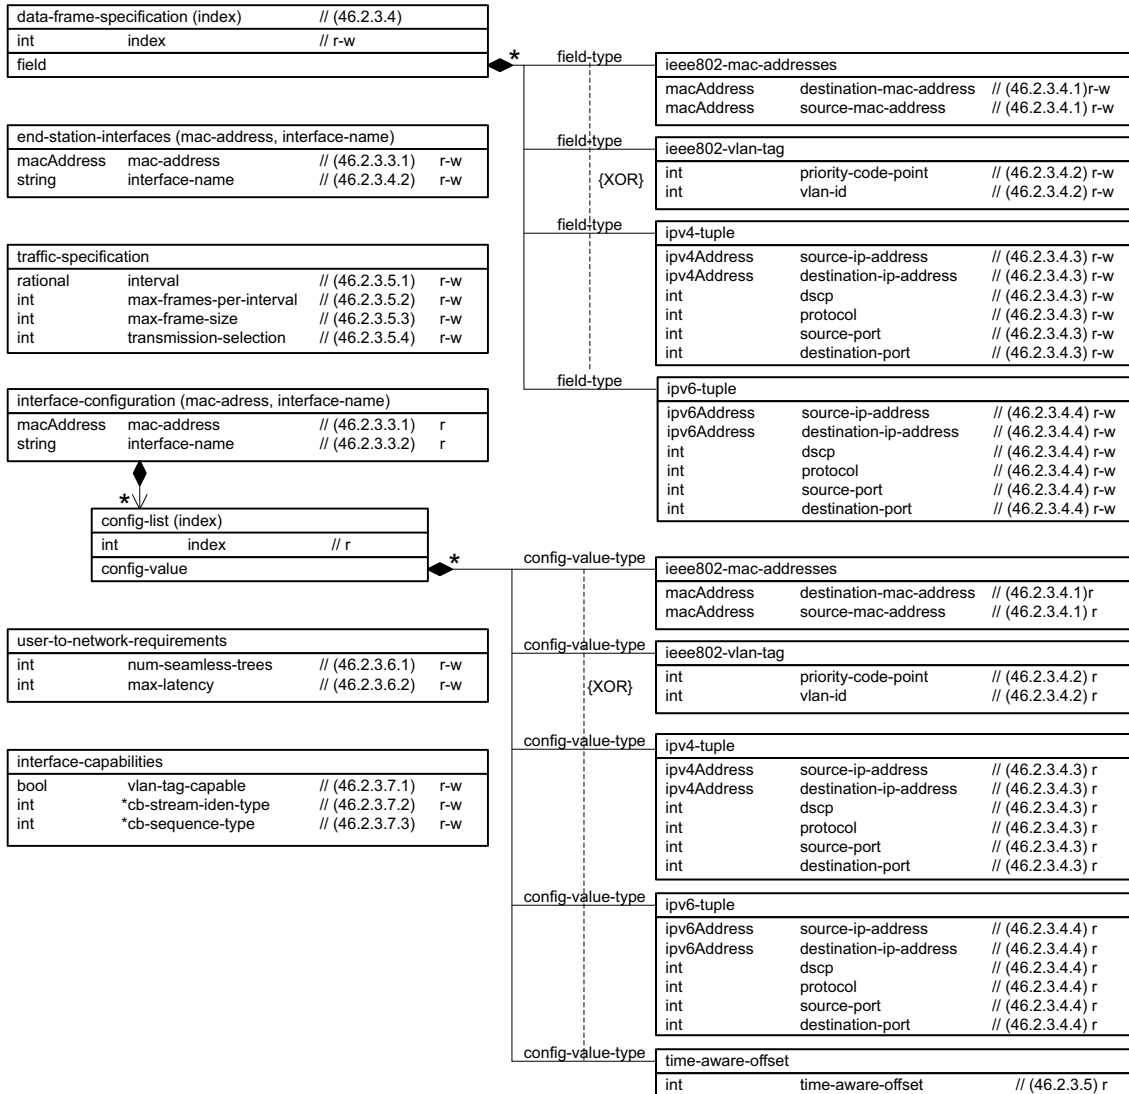 data-frame-specification (index) // (46.2.3.4)
int index // r-w
field
*
end-station-interfaces (mac-address, interface-name)
macAddress mac-address // (46.2.3.3.1) r-w
string interface-name // (46.2.3.4.2) r-w
traffic-specification
rational interval // (46.2.3.5.1) r-w
int max-frames-per-interval // (46.2.3.5.2) r-w
int max-frame-size // (46.2.3.5.3) r-w
int transmission-selection // (46.2.3.5.4) r-w
interface-configuration (mac-adress, interface-name)
macAddress mac-address // (46.2.3.3.1) r
string interface-name // (46.2.3.3.2) r
*
config-list (index)
int index // r
config-value
*
user-to-network-requirements
int num-seamless-trees // (46.2.3.6.1) r-w
int max-latency // (46.2.3.6.2) r-w
interface-capabilities
bool vlan-tag-capable // (46.2.3.7.1) r-w
int *cb-stream-iden-type // (46.2.3.7.2) r-w
int *cb-sequence-type // (46.2.3.7.3) r-w
field-type
ieee802-mac-addresses
macAddress destination-mac-address // (46.2.3.4.1)r-w
macAddress source-mac-address // (46.2.3.4.1) r-w
field-type
{XOR}
ieee802-vlan-tag
int priority-code-point // (46.2.3.4.2) r-w
int vlan-id // (46.2.3.4.2) r-w
field-type
ipv4-tuple
ipv4Address source-ip-address // (46.2.3.4.3) r-w
ipv4Address destination-ip-address // (46.2.3.4.3) r-w
int dscp // (46.2.3.4.3) r-w
int protocol // (46.2.3.4.3) r-w
int source-port // (46.2.3.4.3) r-w
int destination-port // (46.2.3.4.3) r-w
field-type
ipv6-tuple
ipv6Address source-ip-address // (46.2.3.4.4) r-w
ipv6Address destination-ip-address // (46.2.3.4.4) r-w
int dscp // (46.2.3.4.4) r-w
int protocol // (46.2.3.4.4) r-w
int source-port // (46.2.3.4.4) r-w
int destination-port // (46.2.3.4.4) r-w
config-value-type
ieee802-mac-addresses
macAddress destination-mac-address // (46.2.3.4.1)r
macAddress source-mac-address // (46.2.3.4.1) r
config-value-type
{XOR}
ieee802-vlan-tag
int priority-code-point // (46.2.3.4.2) r
int vlan-id // (46.2.3.4.2) r
config-value-type
ipv4-tuple
ipv4Address source-ip-address // (46.2.3.4.3) r
ipv4Address destination-ip-address // (46.2.3.4.3) r
int dscp // (46.2.3.4.3) r
int protocol // (46.2.3.4.3) r
int source-port // (46.2.3.4.3) r
int destination-port // (46.2.3.4.3) r
config-value-type
ipv6-tuple
ipv6Address source-ip-address // (46.2.3.4.4) r
ipv6Address destination-ip-address // (46.2.3.4.4) r
int dscp // (46.2.3.4.4) r
int protocol // (46.2.3.4.4) r
int source-port // (46.2.3.4.4) r
int destination-port // (46.2.3.4.4) r
config-value-type
time-aware-offset
int time-aware-offset // (46.2.3.5) r